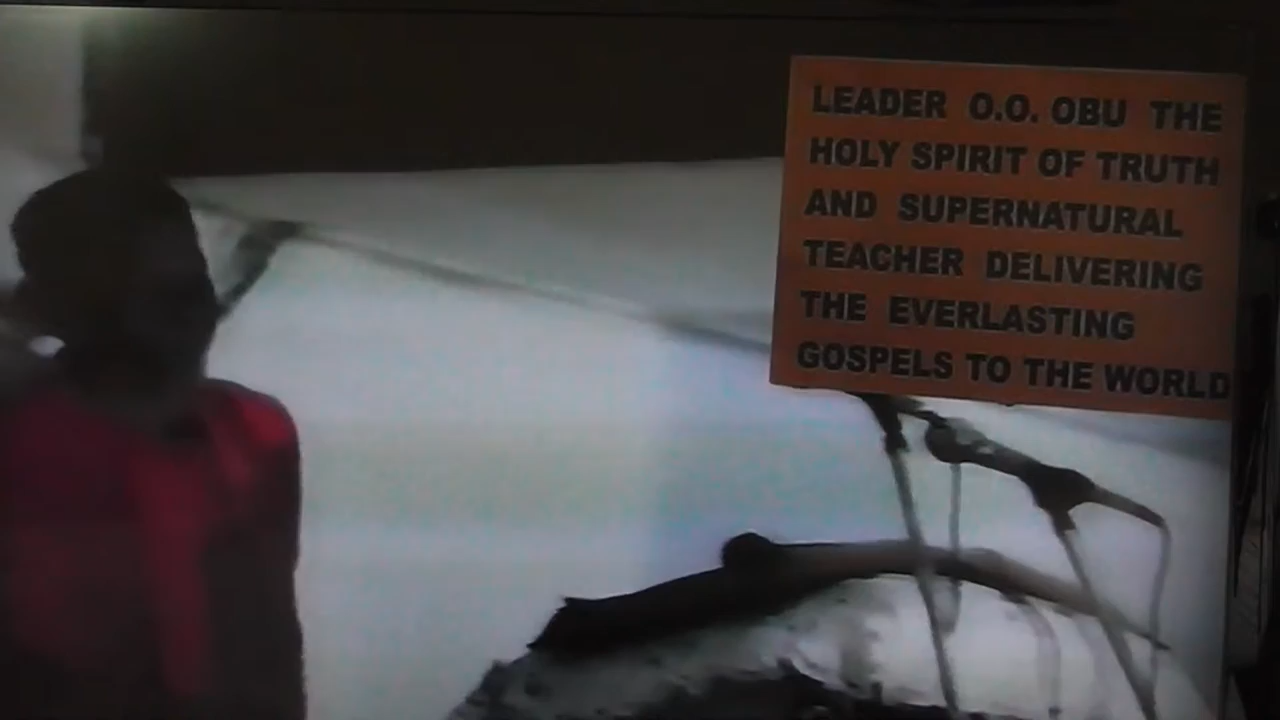 LEADER O.O. OBU THE
HOLY SPIRIT OF TRUTH
AND SUPERNATURAL
TEACHER DELIVERING
THE EVERLASTING
GOSPELS TO THE WORLD